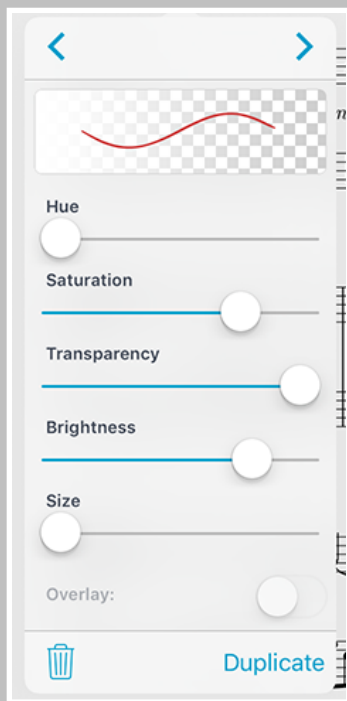 Hue
Saturation
Transparency
Brightness
Size
Overlay:
Duplicate